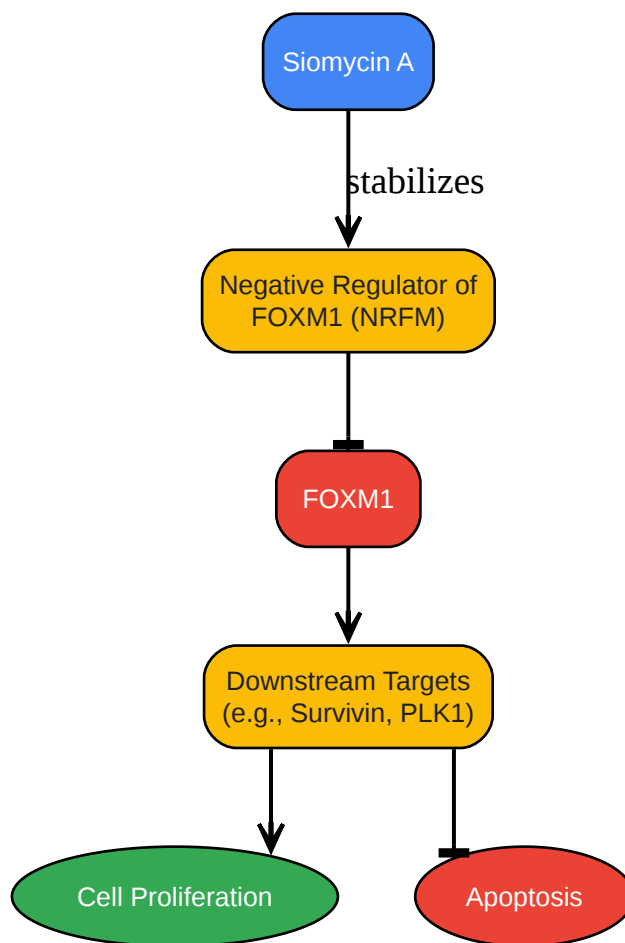 Siomycin A
stabilizes
Negative Regulator of
FOXM1 (NRFM)
FOXM1
Downstream Targets
(e.g., Survivin, PLK1)
Cell Proliferation
Apoptosis